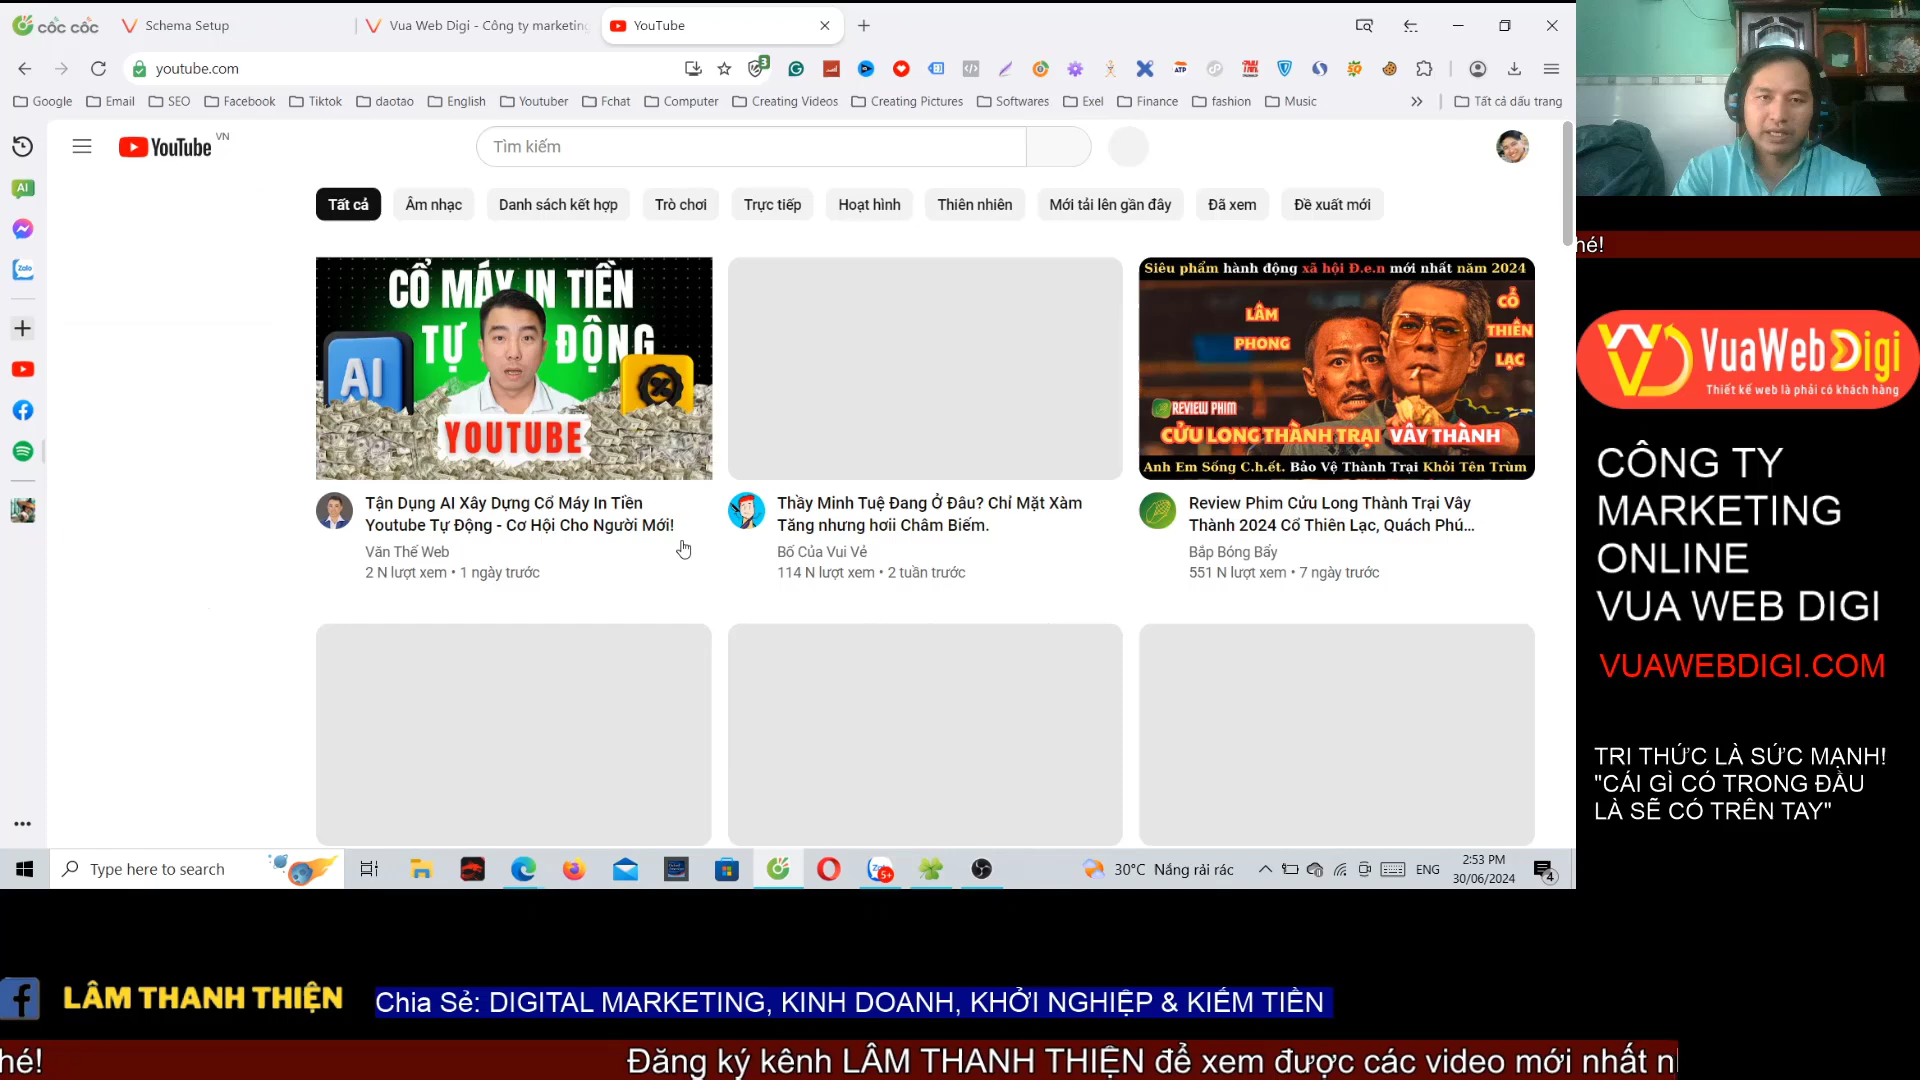 cốc cốc
Schema Setup
Vua Web Digi - Công ty marketing
YouTube
youtube.com
3
Google
Email
SEO
Facebook
Tiktok
daotao
English
Youtuber
Fchat
Computer
Creating Videos
Creating Pictures
Softwares
Exel
Finance
fashion
Music
Tất cả dấu trang
YouTube VN
Tìm kiếm
Tất cả
Âm nhạc
Danh sách kết hợp
Trò chơi
Trực tiếp
Hoạt hình
Thiên nhiên
Mới tải lên gần đây
Đã xem
Đề xuất mới
AI
Zalo
CỔ MÁY IN TIỀN
TỰ ĐỘNG
AI
YOUTUBE
Tận Dụng AI Xây Dựng Cổ Máy In Tiền
Youtube Tự Động - Cơ Hội Cho Người Mới!
Văn Thế Web
2 N lượt xem • 1 ngày trước
Thầy Minh Tuệ Đang Ở Đâu? Chỉ Mặt Xàm
Tăng nhưng hơii Châm Biếm.
Bố Của Vui Vẻ
114 N lượt xem • 2 tuần trước
Siêu phẩm hành động xã hội Đ.e.n mới nhất năm 2024
LÂM
PHONG
CỔ
THIÊN
LẠC
REVIEW PHIM
CỬU LONG THÀNH TRẠI VÂY THÀNH
Anh Em Sống C.h.ết. Bảo Vệ Thành Trại Khỏi Tên Trùm
Review Phim Cửu Long Thành Trại Vây
Thành 2024 Cổ Thiên Lạc, Quách Phú...
Bắp Bóng Bẩy
551 N lượt xem • 7 ngày trước
Type here to search
5+
30°C Nắng rải rác
ENG
2:53 PM
30/06/2024
4
hé!
VuaWebDigi
Thiết kế web là phải có khách hàng
CÔNG TY
MARKETING
ONLINE
VUA WEB DIGI
VUAWEBDIGI.COM
TRI THỨC LÀ SỨC MẠNH!
"CÁI GÌ CÓ TRONG ĐẦU
LÀ SẼ CÓ TRÊN TAY"
LÂM THANH THIỆN
Chia Sẻ: DIGITAL MARKETING, KINH DOANH, KHỞI NGHIỆP & KIẾM TIỀN
hé!
Đăng ký kênh LÂM THANH THIỆN để xem được các video mới nhất n